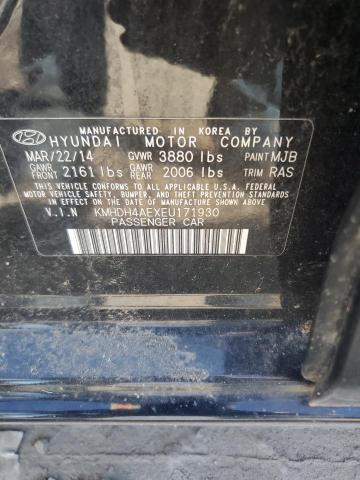 MANUFACTURED IN KOREA BY
HYUNDAI MOTOR COMPANY
MAR/22/14 GVWR 3880 lbs PAINT MJB
GAWR FRONT 2161 lbs GAWR REAR 2006 lbs TRIM RAS
THIS VEHICLE CONFORMS TO ALL APPLICABLE U.S.A. FEDERAL
MOTOR VEHICLE SAFETY, BUMPER, AND THEFT PREVENTION STANDARDS
IN EFFECT ON THE DATE OF MANUFACTURE SHOWN ABOVE.
V.I.N KMHDH4AEXEU171930
PASSENGER CAR